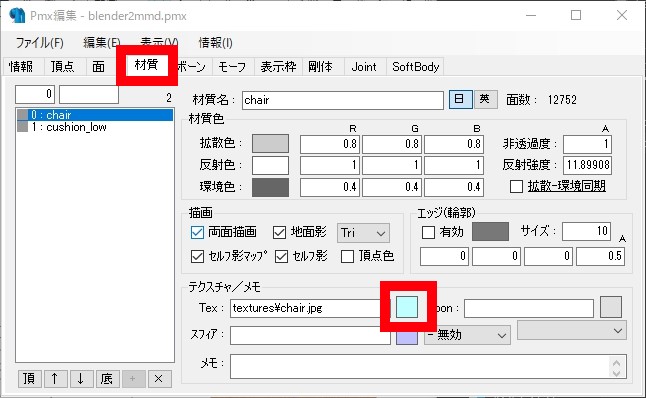 Pmx編集 - blender2mmd.pmx
ファイル(F) 編集(E) 表示(V) 情報(I)
情報 頂点 面 材質 ボーン モーフ 表示枠 剛体 Joint SoftBody
0 2
0 : chair
1 : cushion_low
頂 ↑ ↓ 底 + ×
材質名 : chair 日 英 面数 : 12752
材質色
R G B A
拡散色 : 0.8 0.8 0.8 非透過度 : 1
反射色 : 1 1 1 反射強度 : 11.89908
環境色 : 0.4 0.4 0.4 拡散-環境同期
描画
両面描画 地面影 Tri
セルフ影マップ セルフ影 頂点色
エッジ(輪郭)
有効 サイズ : 10 A
0 0 0 0.5
テクスチャ/メモ
Tex : textures¥chair.jpg oon :
スフィア : - 無効
メモ :